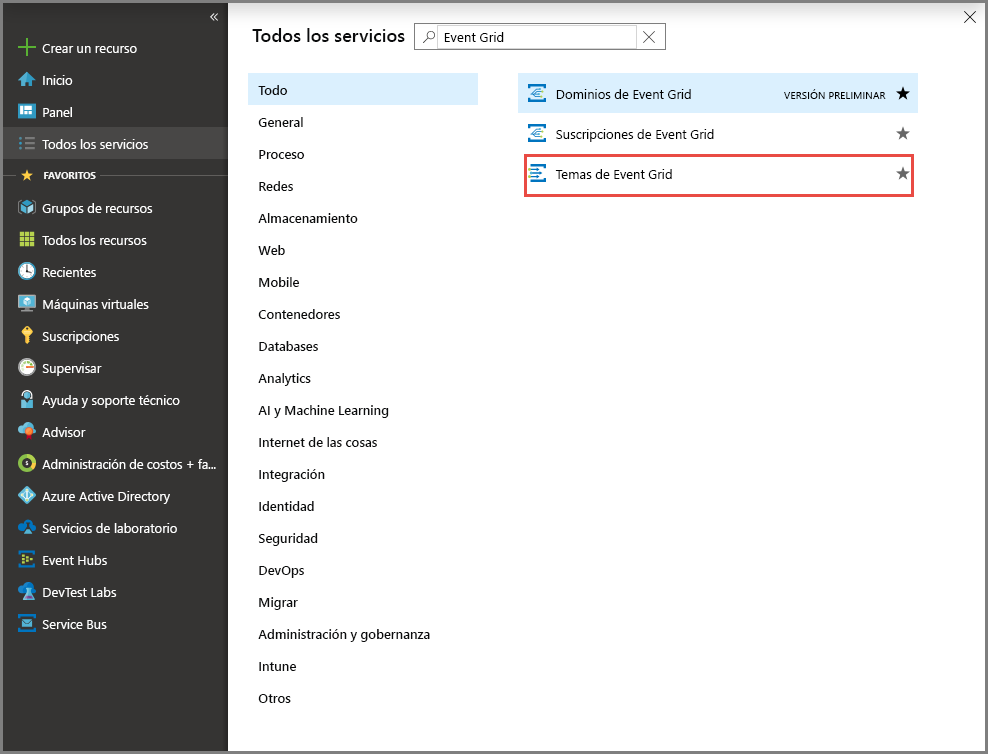 «
Crear un recurso
Inicio
Panel
Todos los servicios
FAVORITOS
Grupos de recursos
Todos los recursos
Recientes
Máquinas virtuales
Suscripciones
Supervisar
Ayuda y soporte técnico
Advisor
Administración de costos + fa...
Azure Active Directory
Servicios de laboratorio
Event Hubs
DevTest Labs
Service Bus
Todos los servicios
Event Grid
Todo
General
Proceso
Redes
Almacenamiento
Web
Mobile
Contenedores
Databases
Analytics
AI y Machine Learning
Internet de las cosas
Integración
Identidad
Seguridad
DevOps
Migrar
Administración y gobernanza
Intune
Otros
Dominios de Event Grid VERSIÓN PRELIMINAR
Suscripciones de Event Grid
Temas de Event Grid